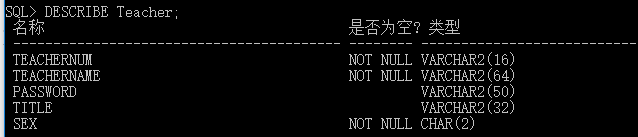 SQL> DESCRIBE Teacher;
名称 是否为空? 类型
----------------------------------------- -------- ----------------------------
TEACHERNUM NOT NULL VARCHAR2(16)
TEACHERNAME NOT NULL VARCHAR2(64)
PASSWORD VARCHAR2(50)
TITLE VARCHAR2(32)
SEX NOT NULL CHAR(2)